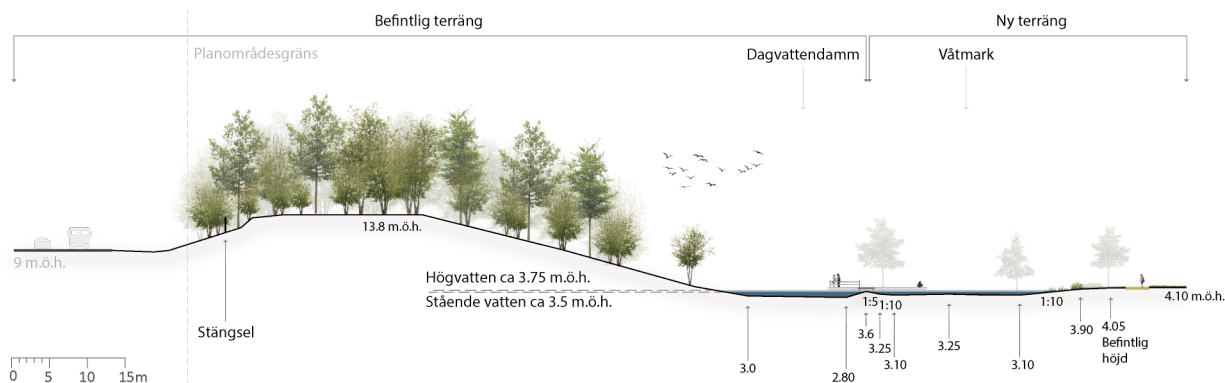 Befintlig terräng
Ny terräng
Planområdesgräns
Dagvattendamm
Våtmark
13.8 m.ö.h.
9 m.ö.h.
Högvatten ca 3.75 m.ö.h.
Stående vatten ca 3.5 m.ö.h.
1:5
1:10
1:10
4.10 m.ö.h.
Stängsel
3.6
3.25
3.10
3.25
3.10
3.90
4.05
Befintlig
höjd
3.0
2.80
0 5 10 15m